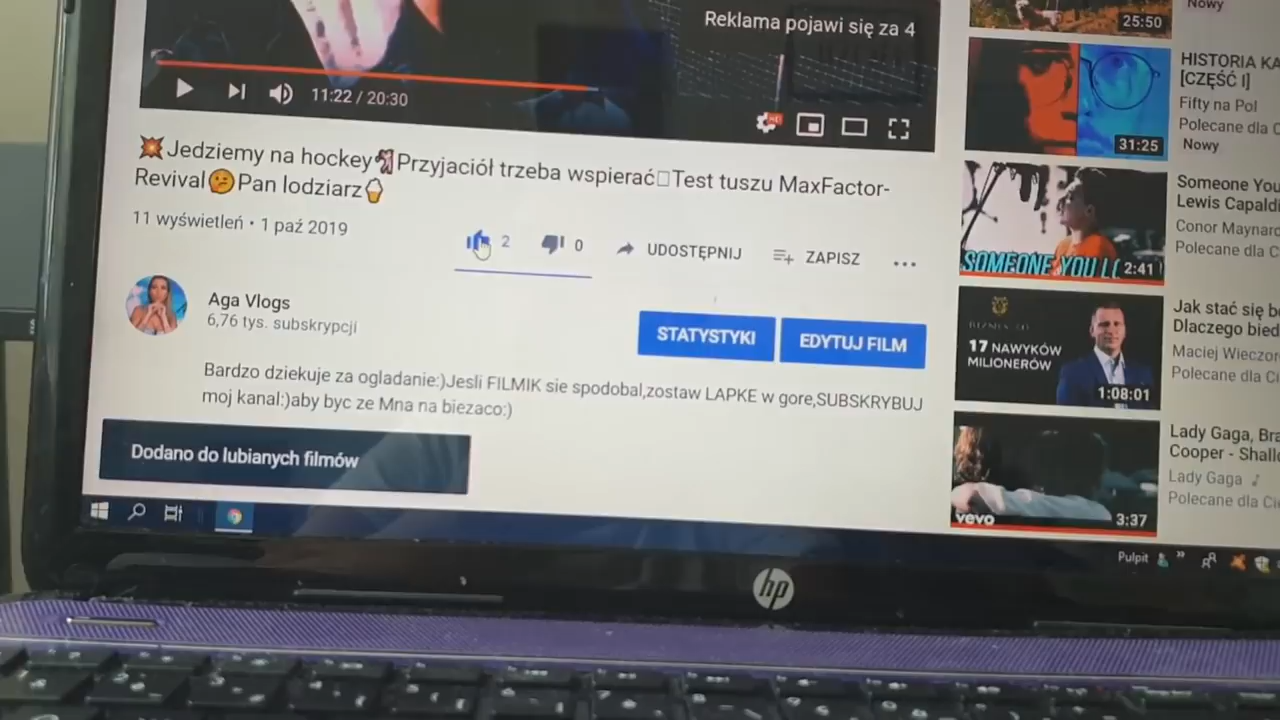 Reklama pojawi się za 4
11:22 / 20:30
HD
💥Jedziemy na hockey Przyjaciół trzeba wspierać□Test tuszu MaxFactor-
Revival Pan lodziarz
11 wyświetleń • 1 paź 2019
2
0
UDOSTĘPNIJ
ZAPISZ
...
Aga Vlogs
6,76 tys. subskrypcji
STATYSTYKI
EDYTUJ FILM
Bardzo dziekuje za ogladanie:)Jesli FILMIK sie spodobal,zostaw LAPKE w gore,SUBSKRYBUJ
moj kanal:)aby byc ze Mna na biezaco:)
Dodano do lubianych filmów
25:50
Nowy
31:25
HISTORIA KA
[CZĘŚĆ I]
Fifty na Pol
Polecane dla C
Nowy
SOMEONE YOU L
2:41
Someone You
Lewis Capaldi
Conor Maynard
Polecane dla C
17 NAWYKÓW
MILIONERÓW
1:08:01
Jak stać się b
Dlaczego bied
Maciej Wieczor
Polecane dla C
vevo
3:37
Lady Gaga, Bra
Cooper - Shallo
Lady Gaga
Polecane dla Ci
Pulpit
hp